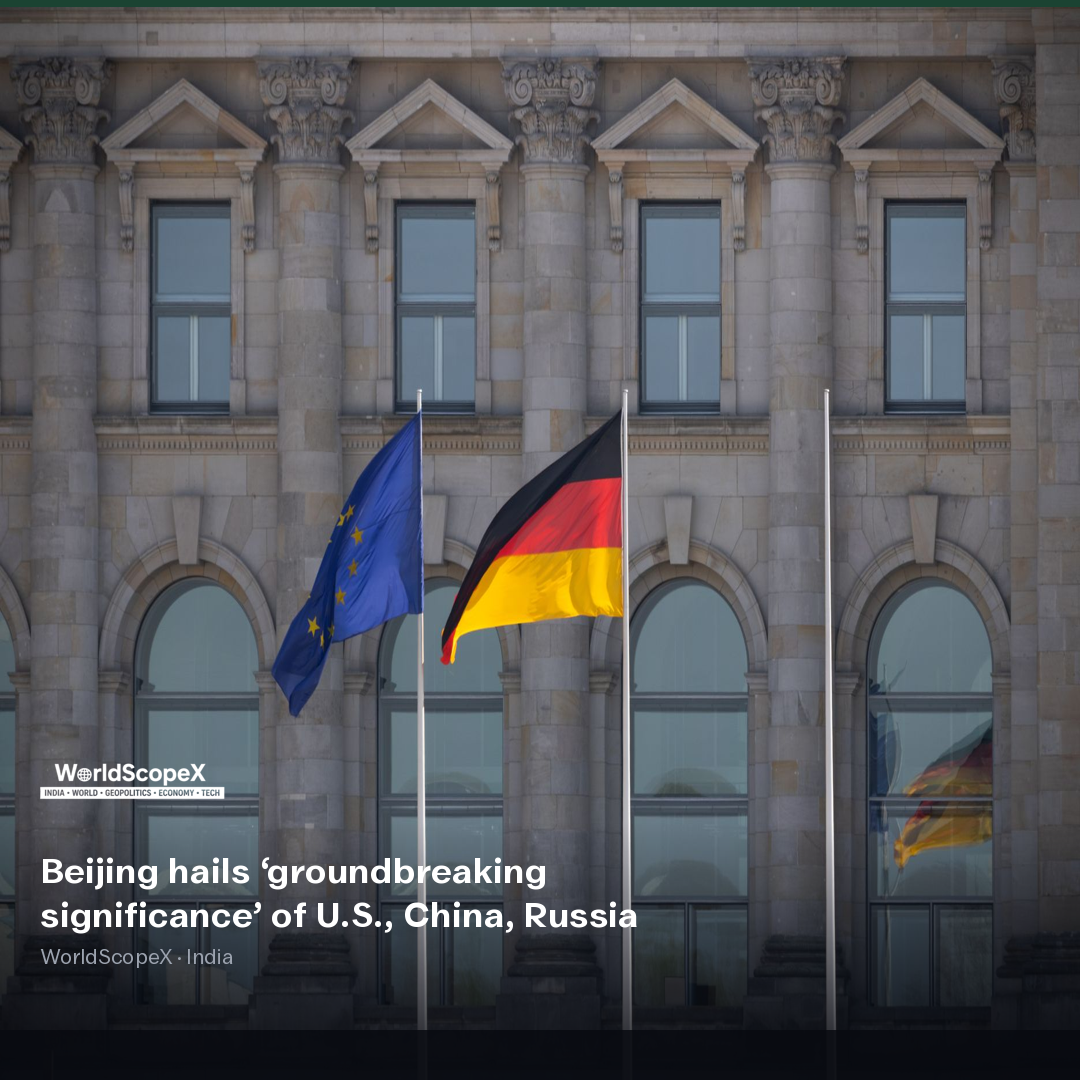 WorldScopeX
INDIA • WORLD • GEOPOLITICS • ECONOMY • TECH
Beijing hails ‘groundbreaking
significance’ of U.S., China, Russia
WorldScopeX · India